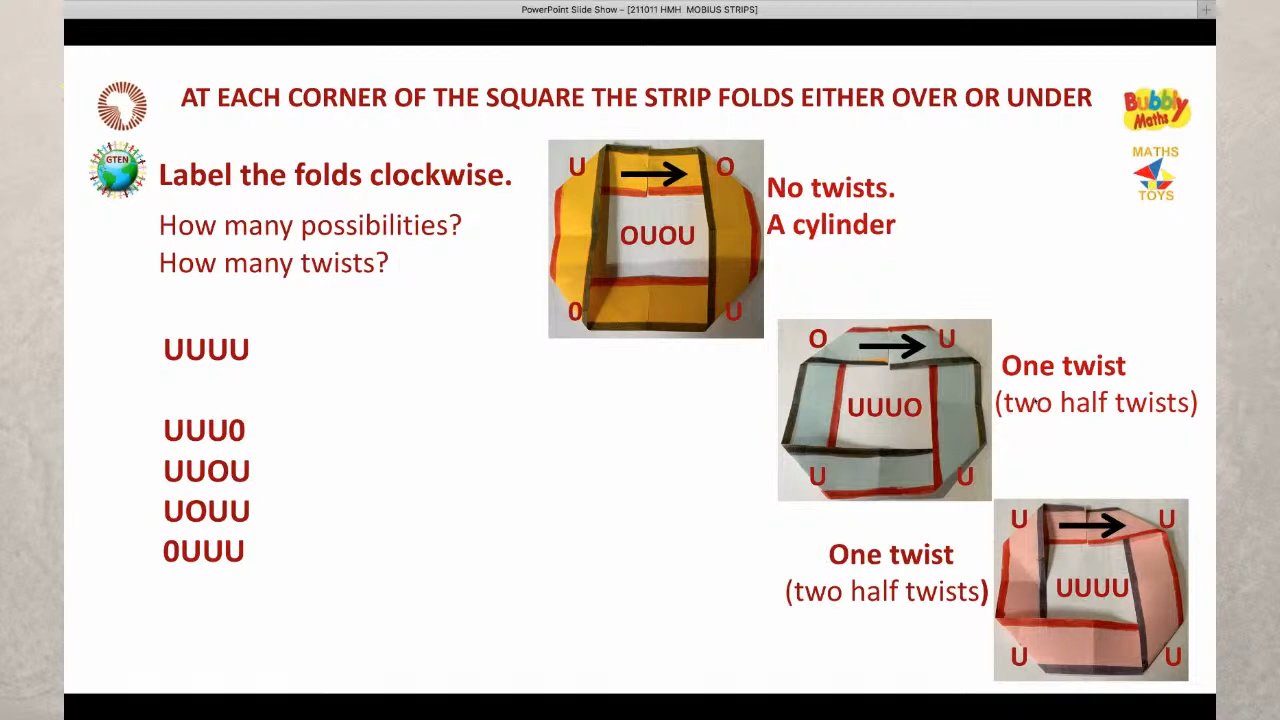 PowerPoint Slide Show – [211011 HMH MOBIUS STRIPS]
AT EACH CORNER OF THE SQUARE THE STRIP FOLDS EITHER OVER OR UNDER
Bubbly
Maths
GTEN
MATHS
TOYS
Label the folds clockwise.
How many possibilities?
How many twists?
U
O
OUOU
0
U
No twists.
A cylinder
UUUU
UUU0
UUOU
UOUU
0UUU
O
U
UUUO
U
U
One twist
(two half twists)
One twist
(two half twists)
U
U
UUUU
U
U